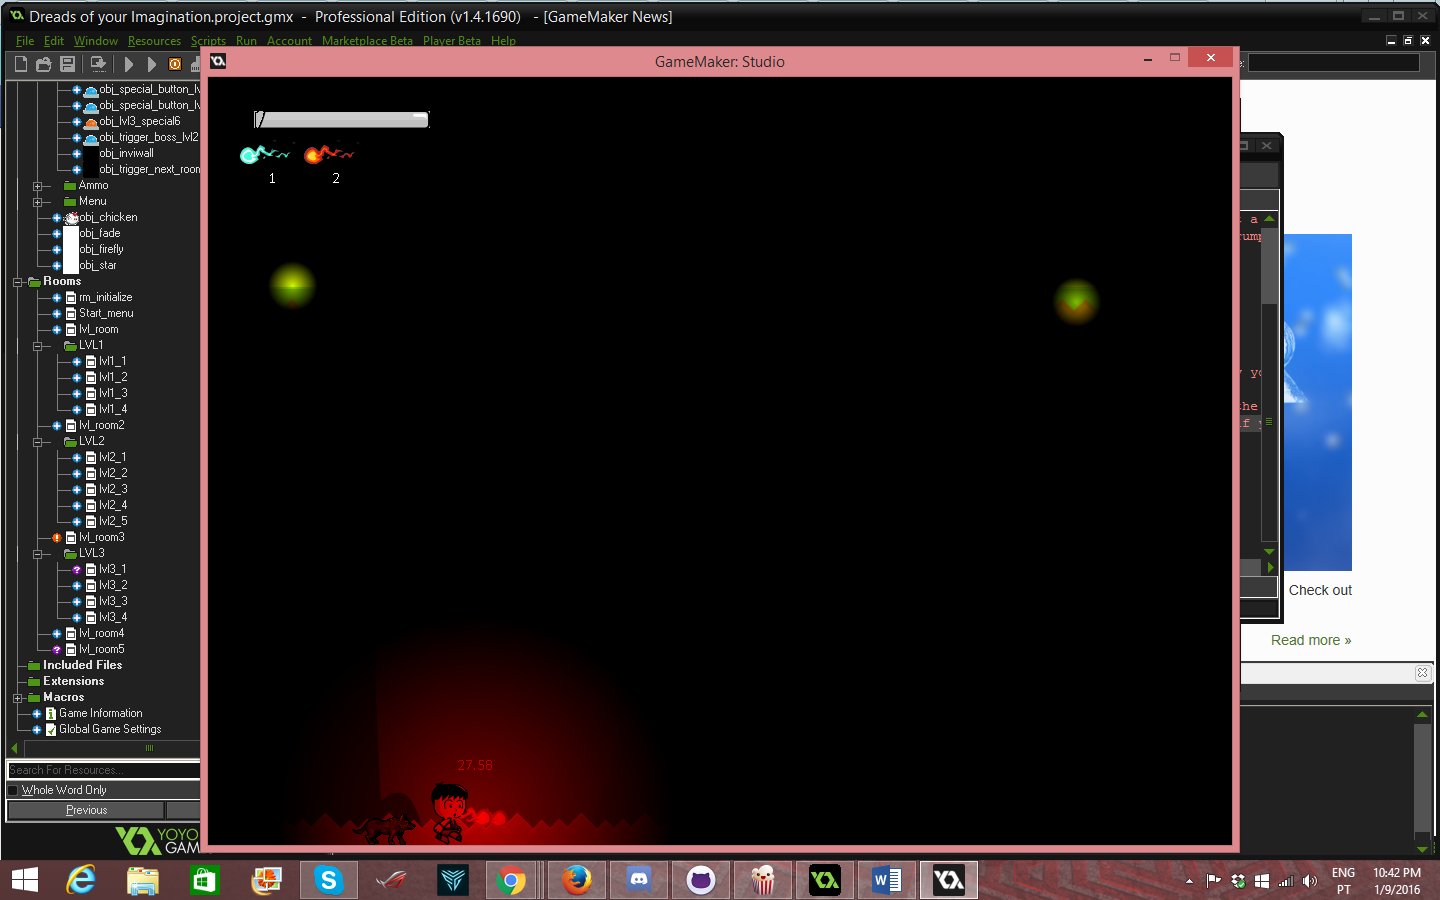 Dreads of your Imagination.project.gmx - Professional Edition (v1.4.1690) - [GameMaker News]
File Edit Window Resources Scripts Run Account Marketplace Beta Player Beta Help
GameMaker: Studio
obj_special_button_lv
obj_special_button_lv
obj_lvl3_special6
obj_trigger_boss_lvl2
obj_inviwall
obj_trigger_next_room
Ammo
Menu
obj_chicken
obj_fade
obj_firefly
obj_star
Rooms
rm_initialize
Start_menu
lvl_room
LVL1
lvl1_1
lvl1_2
lvl1_3
lvl1_4
lvl_room2
LVL2
lvl2_1
lvl2_2
lvl2_3
lvl2_4
lvl2_5
lvl_room3
LVL3
lvl3_1
lvl3_2
lvl3_3
lvl3_4
lvl_room4
lvl_room5
Included Files
Extensions
Macros
Game Information
Global Game Settings
Search For Resources...
Whole Word Only
Previous
YOYO
GAM
1 2
27.58
a
rump
y yo
the
if y
Check out
Read more »
ENG
PT
10:42 PM
1/9/2016